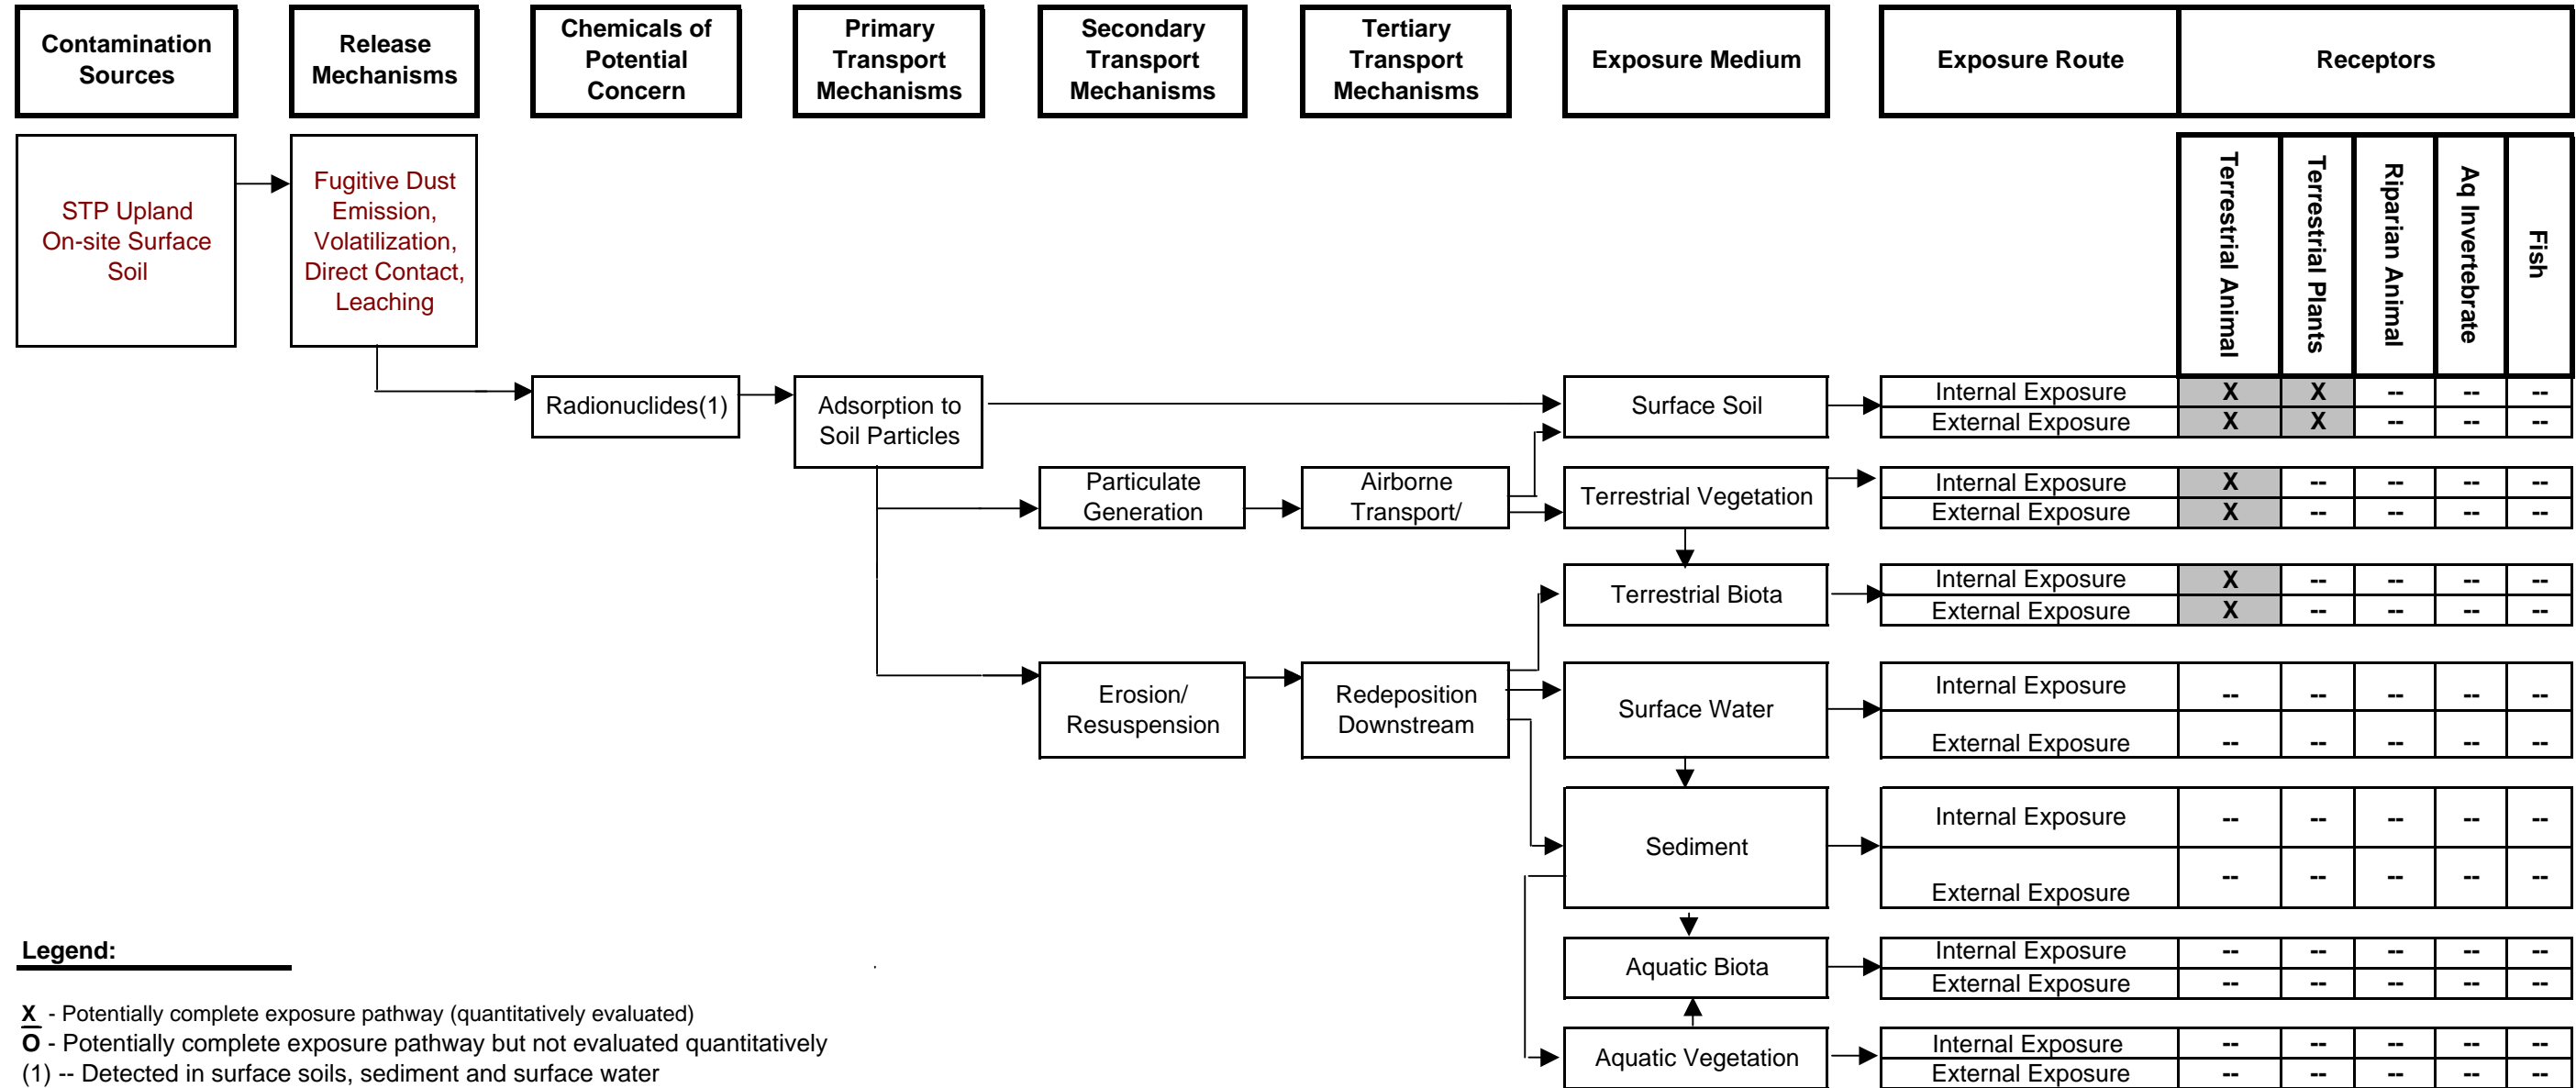 Contamination
Sources
Release
Mechanisms
Chemicals of
Potential
Concern
Primary
Transport
Mechanisms
Secondary
Transport
Mechanisms
Tertiary
Transport
Mechanisms
Exposure Medium
Exposure Route
Receptors
STP Upland
On-site Surface
Soil
Fugitive Dust
Emission,
Volatilization,
Direct Contact,
Leaching
Terrestrial Animal
Terrestrial Plants
Riparian Animal
Aq Invertebrate
Fish
Radionuclides(1)
Adsorption to
Soil Particles
Surface Soil
Internal Exposure X X -- -- --
External Exposure X X -- -- --
Particulate
Generation
Airborne
Transport/
Terrestrial Vegetation
Internal Exposure X -- -- -- --
External Exposure X -- -- -- --
Terrestrial Biota
Internal Exposure X -- -- -- --
External Exposure X -- -- -- --
Erosion/
Resuspension
Redeposition
Downstream
Surface Water
Internal Exposure -- -- -- -- --
External Exposure -- -- -- -- --
Sediment
Internal Exposure -- -- -- -- --
External Exposure -- -- -- -- --
Aquatic Biota
Internal Exposure -- -- -- -- --
External Exposure -- -- -- -- --
Aquatic Vegetation
Internal Exposure -- -- -- -- --
External Exposure -- -- -- -- --
Legend:
X - Potentially complete exposure pathway (quantitatively evaluated)
O - Potentially complete exposure pathway but not evaluated quantitatively
(1) -- Detected in surface soils, sediment and surface water